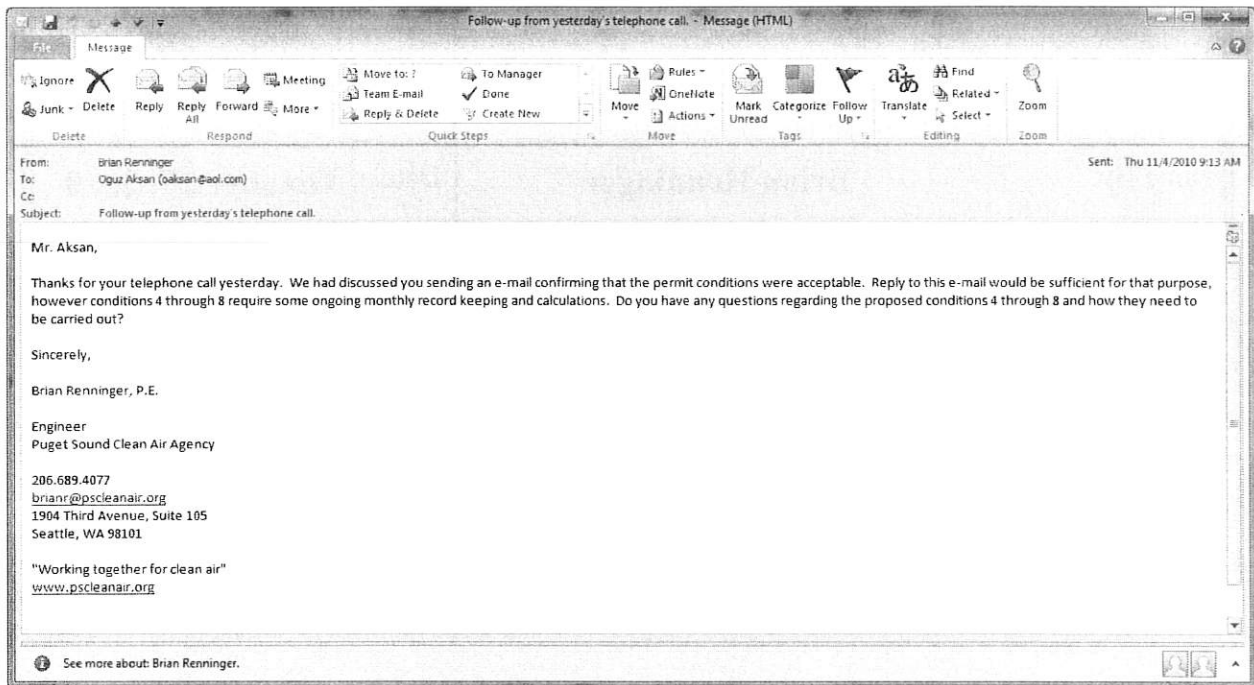 Follow-up from yesterday's telephone call. - Message (HTML)
File Message
Ignore Delete Reply Reply All Forward Meeting Move to: ? To Manager Rules Find
Team E-mail Done OneNote Related
Junk More Reply & Delete Create New Move Actions Mark Unread Categorize Follow Up Translate Select Zoom
Delete Respond Quick Steps Move Tags Editing Zoom
From: Brian Renninger Sent: Thu 11/4/2010 9:13 AM
To: Oguz Aksan (oaksan@aol.com)
Cc
Subject: Follow-up from yesterday's telephone call.
Mr. Aksan,
Thanks for your telephone call yesterday. We had discussed you sending an e-mail confirming that the permit conditions were acceptable. Reply to this e-mail would be sufficient for that purpose,
however conditions 4 through 8 require some ongoing monthly record keeping and calculations. Do you have any questions regarding the proposed conditions 4 through 8 and how they need to
be carried out?
Sincerely,
Brian Renninger, P.E.
Engineer
Puget Sound Clean Air Agency
206.689.4077
brianr@pscleanair.org
1904 Third Avenue, Suite 105
Seattle, WA 98101
"Working together for clean air"
www.pscleanair.org
See more about: Brian Renninger.